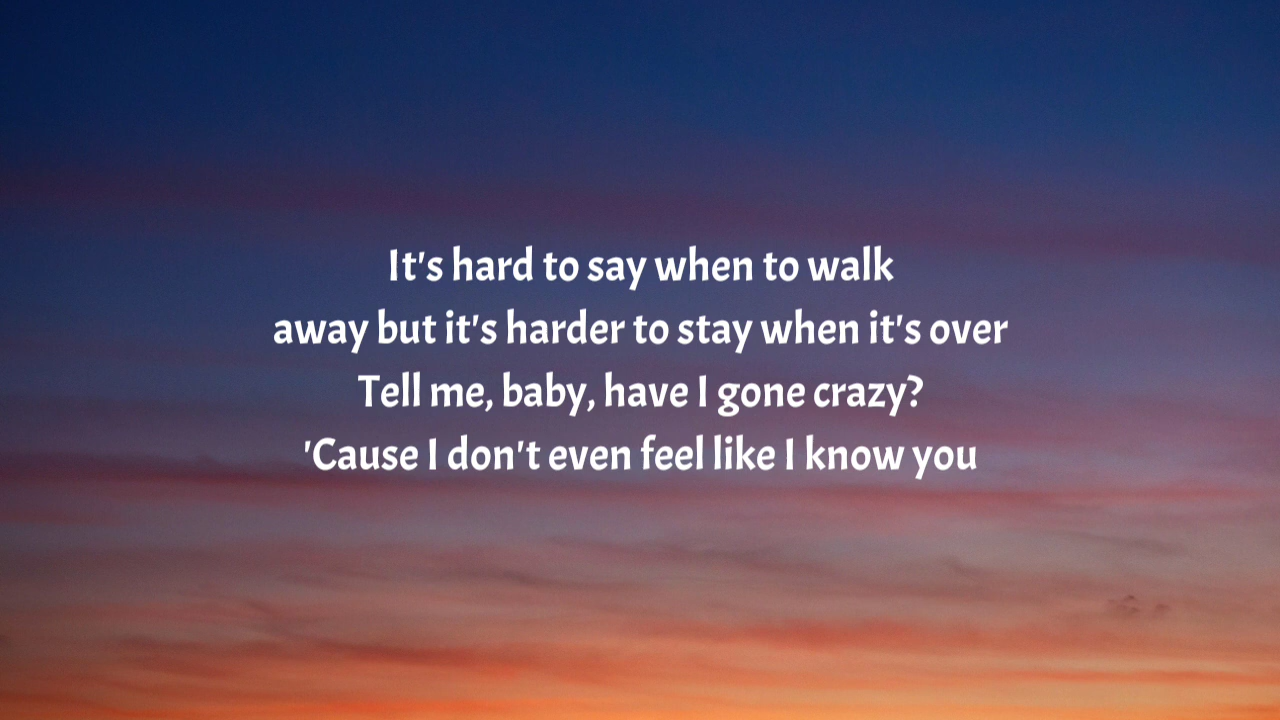 It's hard to say when to walk
away but it's harder to stay when it's over
Tell me, baby, have I gone crazy?
'Cause I don't even feel like I know you